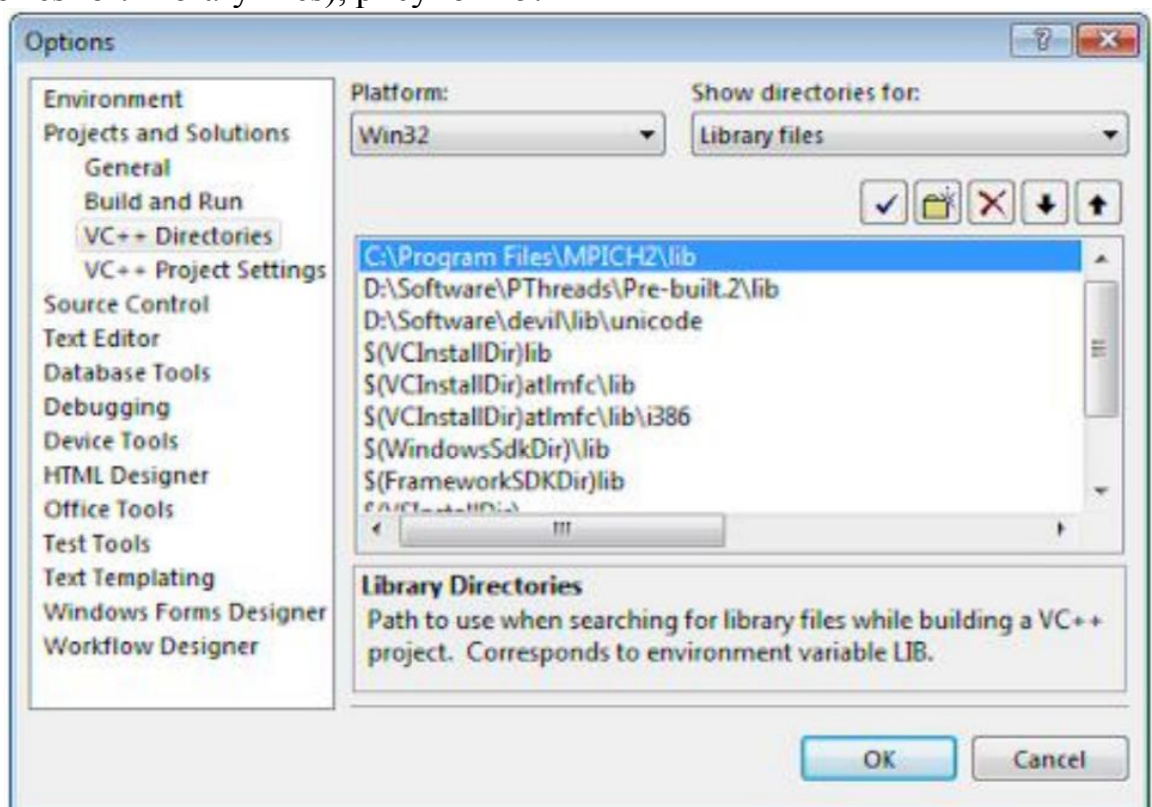 Options
Environment
Projects and Solutions
General
Build and Run
VC++ Directories
VC++ Project Settings
Source Control
Text Editor
Database Tools
Debugging
Device Tools
HTML Designer
Office Tools
Test Tools
Text Templating
Windows Forms Designer
Workflow Designer
Platform:
Win32
Show directories for:
Library files
C:\Program Files\MPICH2\lib
D:\Software\PThreads\Pre-built.2\lib
D:\Software\devil\lib\unicode
$(VCInstallDir)lib
$(VCInstallDir)atlmfc\lib
$(VCInstallDir)atlmfc\lib\i386
$(WindowsSdkDir)\lib
$(FrameworkSDKDir)lib
Library Directories
Path to use when searching for library files while building a VC++
project. Corresponds to environment variable LIB.
OK
Cancel